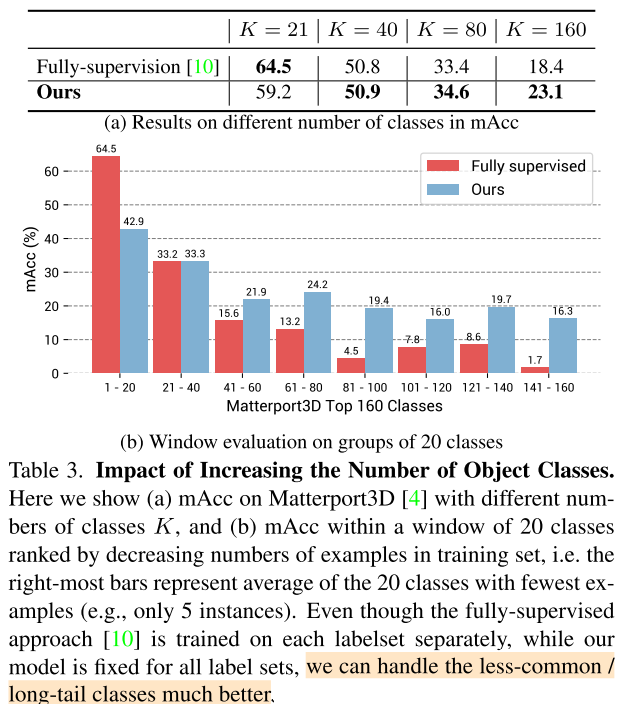 K = 21 K = 40 K = 80 K = 160
Fully-supervision [10] 64.5 50.8 33.4 18.4
Ours 59.2 50.9 34.6 23.1
(a) Results on different number of classes in mAcc
Fully supervised
Ours
mAcc (%)
60
50
40
30
20
10
0
64.5 42.9
33.2 33.3
15.6 21.9
13.2 24.2
4.5 19.4
7.8 16.0
8.6 19.7
1.7 16.3
1 - 20 21 - 40 41 - 60 61 - 80 81 - 100 101 - 120 121 - 140 141 - 160
Matterport3D Top 160 Classes
(b) Window evaluation on groups of 20 classes
Table 3. Impact of Increasing the Number of Object Classes.
Here we show (a) mAcc on Matterport3D [4] with different num-
bers of classes K, and (b) mAcc within a window of 20 classes
ranked by decreasing numbers of examples in training set, i.e. the
right-most bars represent average of the 20 classes with fewest ex-
amples (e.g., only 5 instances). Even though the fully-supervised
approach [10] is trained on each labelset separately, while our
model is fixed for all label sets, we can handle the less-common /
long-tail classes much better.